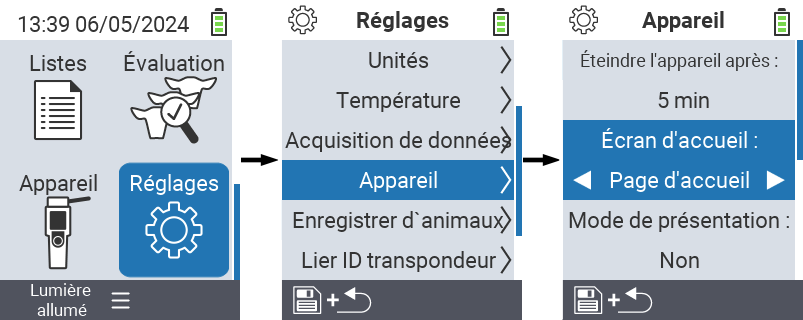 13:39 06/05/2024
Listes
Évaluation
Appareil
Réglages
Lumière
allumé
Réglages
Unités
Température
Acquisition de données
Appareil
Enregistrer d`animaux
Lier ID transpondeur
+
Appareil
Éteindre l'appareil après :
5 min
Écran d'accueil :
Page d'accueil
Mode de présentation :
Non
+